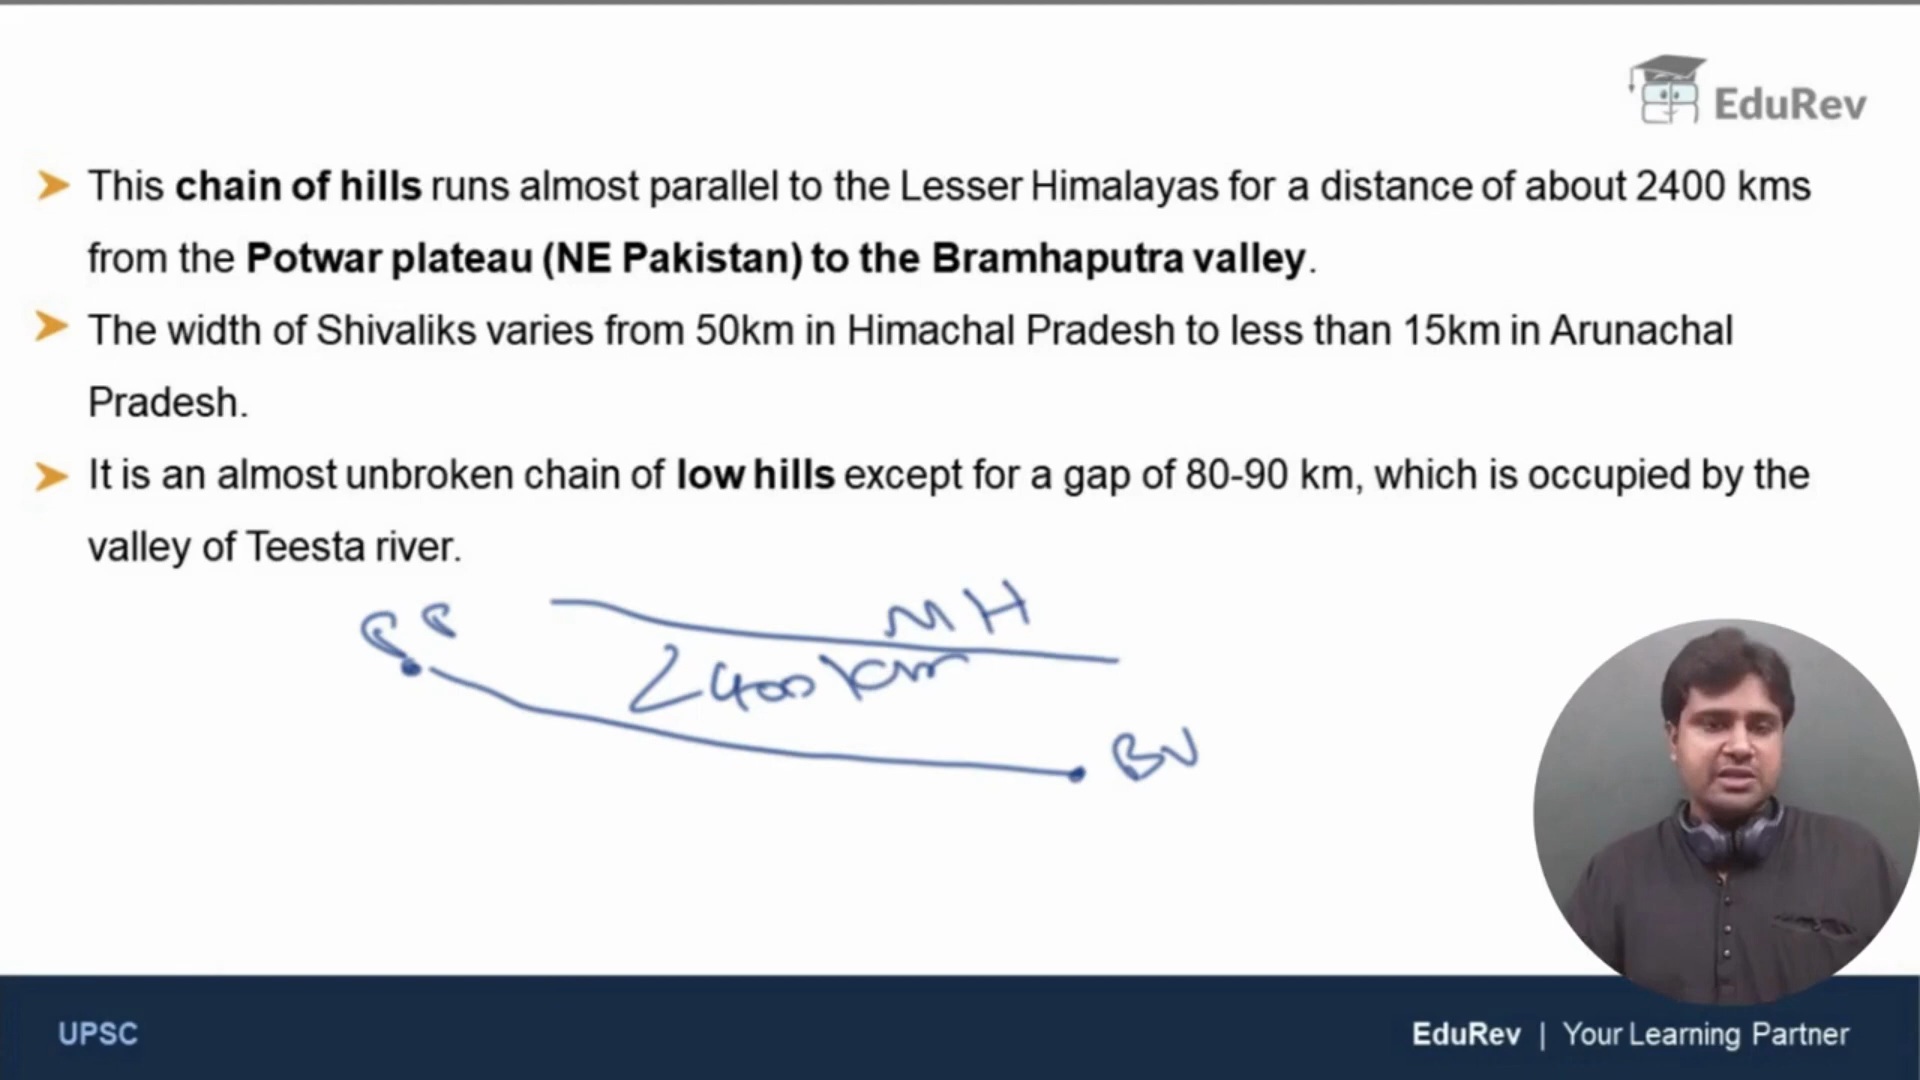 EduRev
This chain of hills runs almost parallel to the Lesser Himalayas for a distance of about 2400 kms
from the Potwar plateau (NE Pakistan) to the Bramhaputra valley.
The width of Shivaliks varies from 50km in Himachal Pradesh to less than 15km in Arunachal
Pradesh.
It is an almost unbroken chain of low hills except for a gap of 80-90 km, which is occupied by the
valley of Teesta river.
PP
MH
2400km
BV
UPSC
EduRev | Your Learning Partner